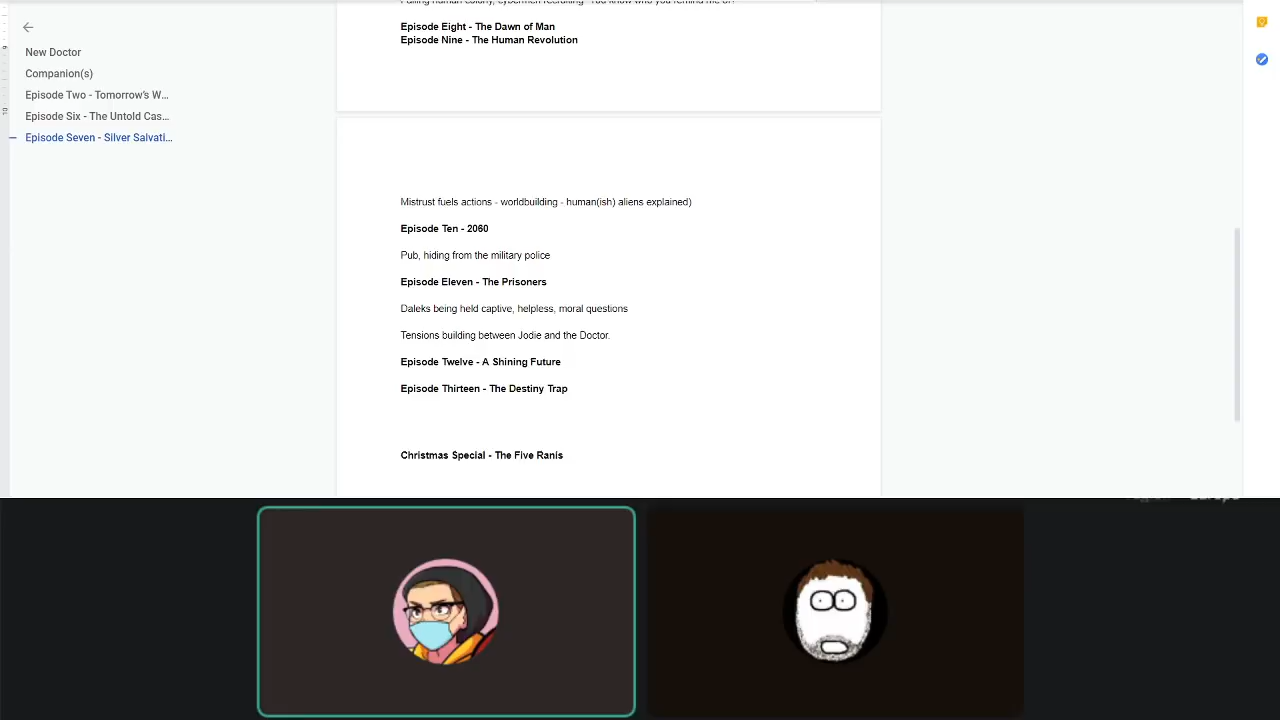 New Doctor
Companion(s)
Episode Two - Tomorrow's W...
Episode Six - The Untold Cas...
Episode Seven - Silver Salvati...
Episode Eight - The Dawn of Man
Episode Nine - The Human Revolution
Mistrust fuels actions - worldbuilding - human(ish) aliens explained)
Episode Ten - 2060
Pub, hiding from the military police
Episode Eleven - The Prisoners
Daleks being held captive, helpless, moral questions
Tensions building between Jodie and the Doctor.
Episode Twelve - A Shining Future
Episode Thirteen - The Destiny Trap
Christmas Special - The Five Ranis